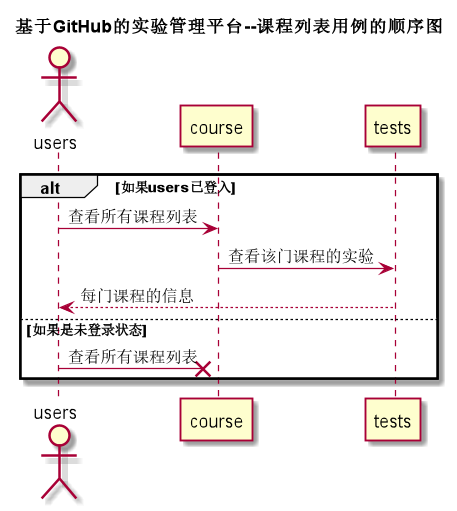 基于GitHub的实验管理平台--课程列表用例的顺序图
users
course
tests
alt
[如果users已登入]
查看所有课程列表
查看该门课程的实验
每门课程的信息
[如果是未登录状态]
查看所有课程列表
users
course
tests